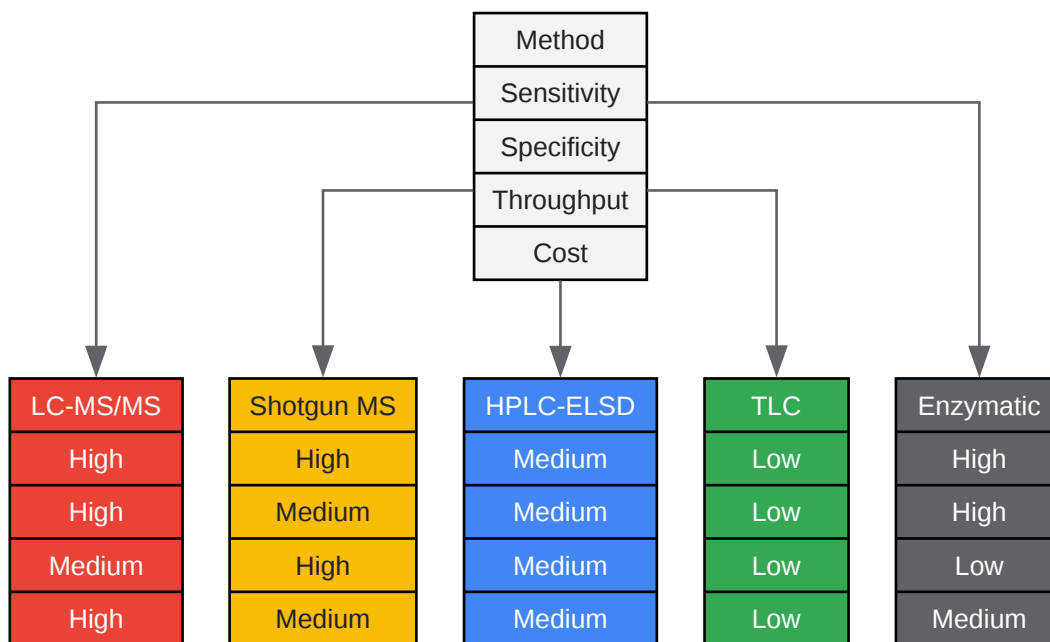 Method
Sensitivity
Specificity
Throughput
Cost
LC-MS/MS
High
High
Medium
High
Shotgun MS
High
Medium
High
Medium
HPLC-ELSD
Medium
Medium
Medium
Medium
TLC
Low
Low
Low
Low
Enzymatic
High
High
Low
Medium